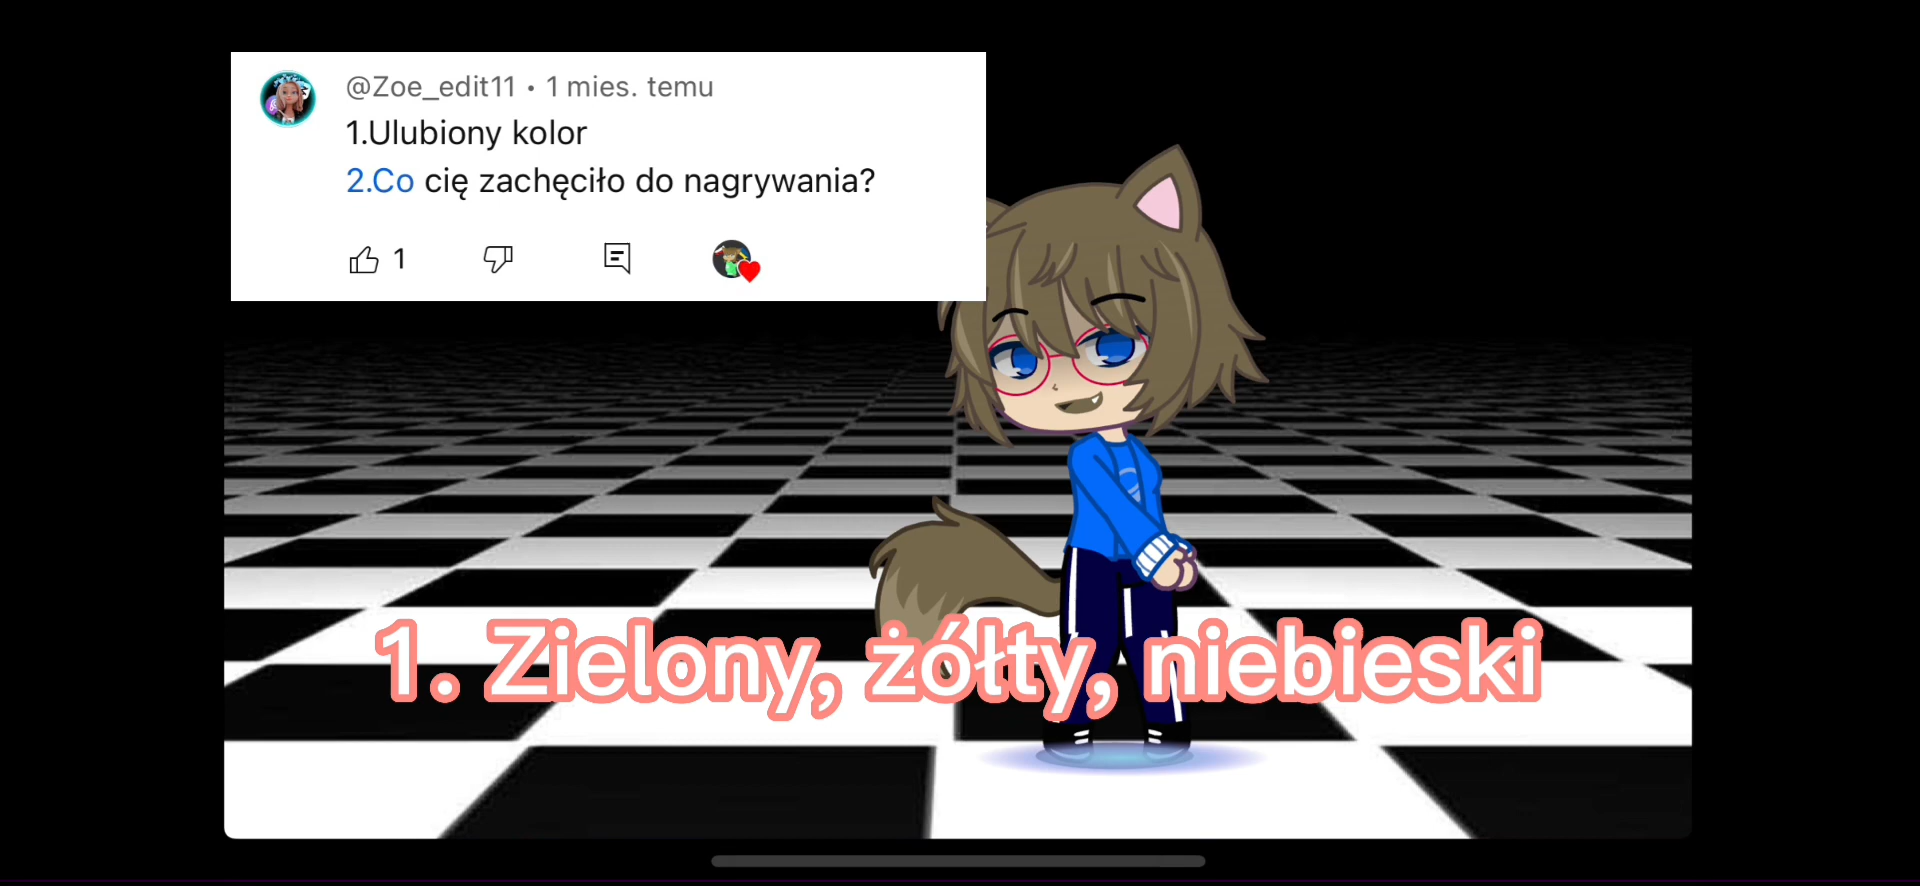 @Zoe_edit11 • 1 mies. temu
1.Ulubiony kolor
2.Co cię zachęciło do nagrywania?
1
1. Zielony, żółty, niebieski